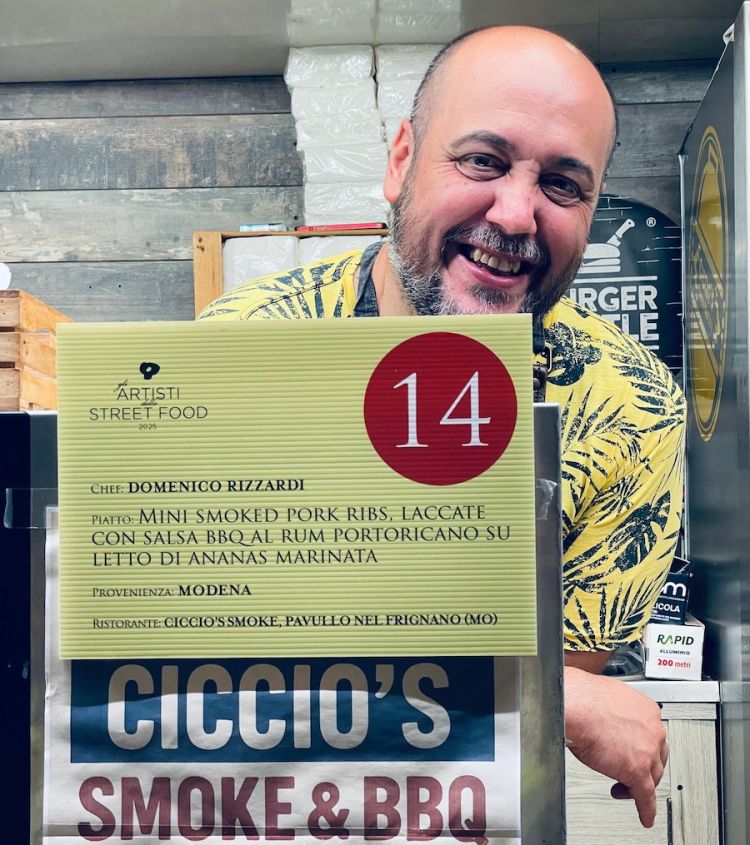 gli
ARTISTI
dello
STREET FOOD
2025
14
CHEF: DOMENICO RIZZARDI
PIATTO: MINI SMOKED PORK RIBS, LACCATE
CON SALSA BBQ AL RUM PORTORICANO SU
LETTO DI ANANAS MARINATA
PROVENIENZA: MODENA
RISTORANTE: CICCIO'S SMOKE, PAVULLO NEL FRIGNANO (MO)
CICCIO'S
SMOKE & BBQ
®
RAPID
ALLUMINIO
200 metri